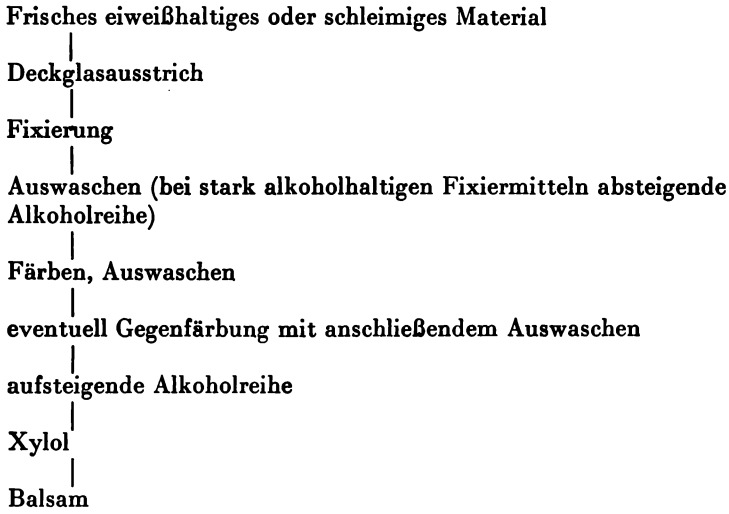 Frisches eiweißhaltiges oder schleimiges Material
Deckglasausstrich
Fixierung
Auswaschen (bei stark alkoholhaltigen Fixiermitteln absteigende
Alkoholreihe)
Färben, Auswaschen
eventuell Gegenfärbung mit anschließendem Auswaschen
aufsteigende Alkoholreihe
Xylol
Balsam